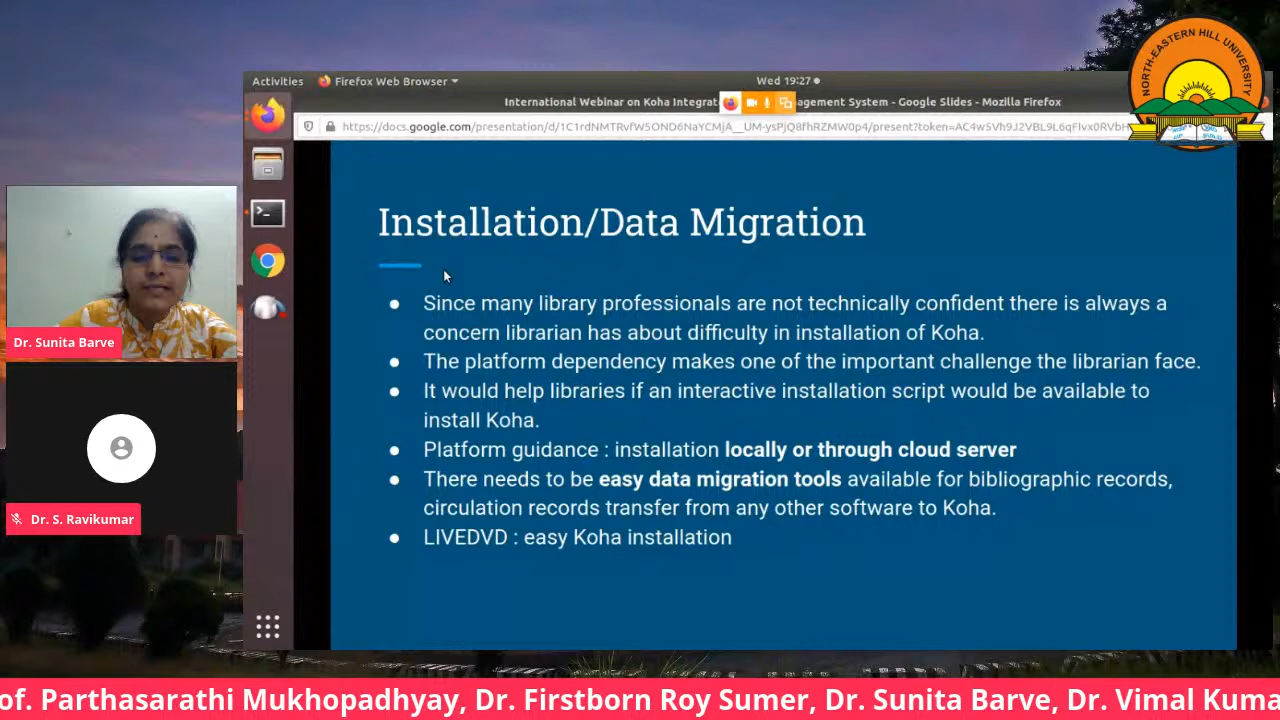 Activities
Firefox Web Browser
Wed 19:27
International Webinar on Koha Integrat
agement System - Google Slides - Mozilla Firefox
NORTH-EASTERN HILL UNIVERSITY
Installation/Data Migration
● Since many library professionals are not technically confident there is always a
concern librarian has about difficulty in installation of Koha.
● The platform dependency makes one of the important challenge the librarian face.
● It would help libraries if an interactive installation script would be available to
install Koha.
● Platform guidance : installation locally or through cloud server
● There needs to be easy data migration tools available for bibliographic records,
circulation records transfer from any other software to Koha.
● LIVEDVD : easy Koha installation
Dr. Sunita Barve
Dr. S. Ravikumar
of. Parthasarathi Mukhopadhyay, Dr. Firstborn Roy Sumer, Dr. Sunita Barve, Dr. Vimal Kuma